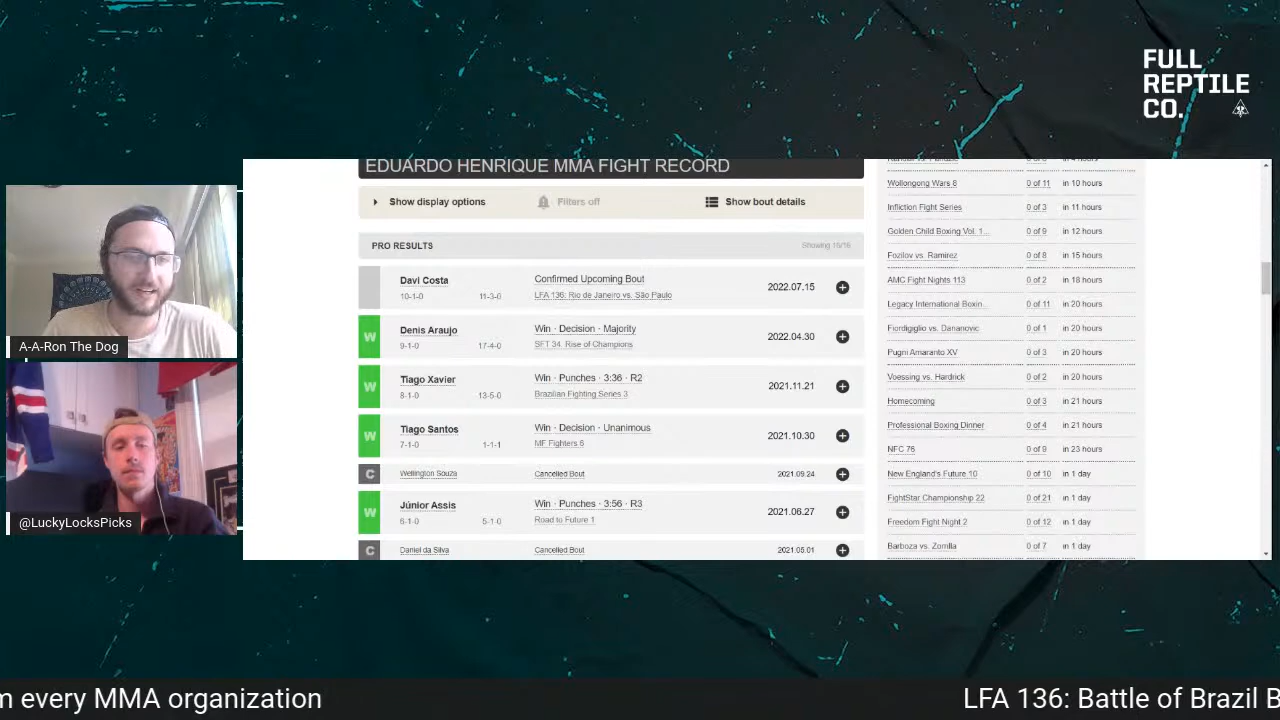 FULL
REPTILE
CO.
A-A-Ron The Dog
@LuckyLocksPicks
EDUARDO HENRIQUE MMA FIGHT RECORD
Show display options
Filters off
Show bout details
PRO RESULTS
Showing 16/16
Davi Costa
Confirmed Upcoming Bout
2022.07.15
10-1-0
11-3-0
LFA 136: Rio de Janeiro vs. São Paulo
W
Denis Araujo
Win · Decision · Majority
2022.04.30
9-1-0
17-4-0
SFT 34: Rise of Champions
W
Tiago Xavier
Win · Punches · 3:36 · R2
2021.11.21
8-1-0
13-5-0
Brazilian Fighting Series 3
W
Tiago Santos
Win · Decision · Unanimous
2021.10.30
7-1-0
1-1-1
MF Fighters 6
C
Wellington Souza
Cancelled Bout
2021.09.24
W
Júnior Assis
Win · Punches · 3:56 · R3
2021.06.27
6-1-0
5-1-0
Road to Future 1
C
Daniel da Silva
Cancelled Bout
2021.05.01
Wollongong Wars 8 0 of 11 in 10 hours
Infliction Fight Series 0 of 3 in 11 hours
Golden Child Boxing Vol. 1... 0 of 9 in 12 hours
Fozilov vs. Ramirez 0 of 8 in 15 hours
AMC Fight Nights 113 0 of 2 in 18 hours
Legacy International Boxin... 0 of 11 in 20 hours
Fiordigiglio vs. Dananovic 0 of 1 in 20 hours
Pugni Amaranto XV 0 of 3 in 20 hours
Voessing vs. Hardrick 0 of 2 in 20 hours
Homecoming 0 of 3 in 21 hours
Professional Boxing Dinner 0 of 4 in 21 hours
NFC 76 0 of 9 in 23 hours
New England's Future 10 0 of 10 in 1 day
FightStar Championship 22 0 of 21 in 1 day
Freedom Fight Night 2 0 of 12 in 1 day
Barboza vs. Zorrilla 0 of 7 in 1 day
m every MMA organization
LFA 136: Battle of Brazil B